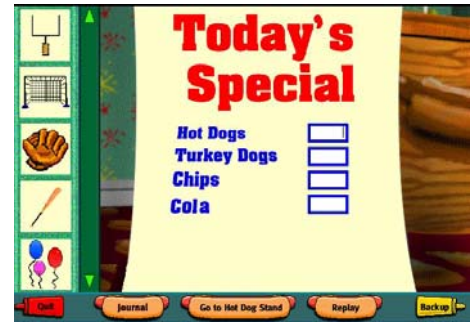 Today's
Special
Hot Dogs
Turkey Dogs
Chips
Cola
Quit
Journal
Go to Hot Dog Stand
Replay
Backup